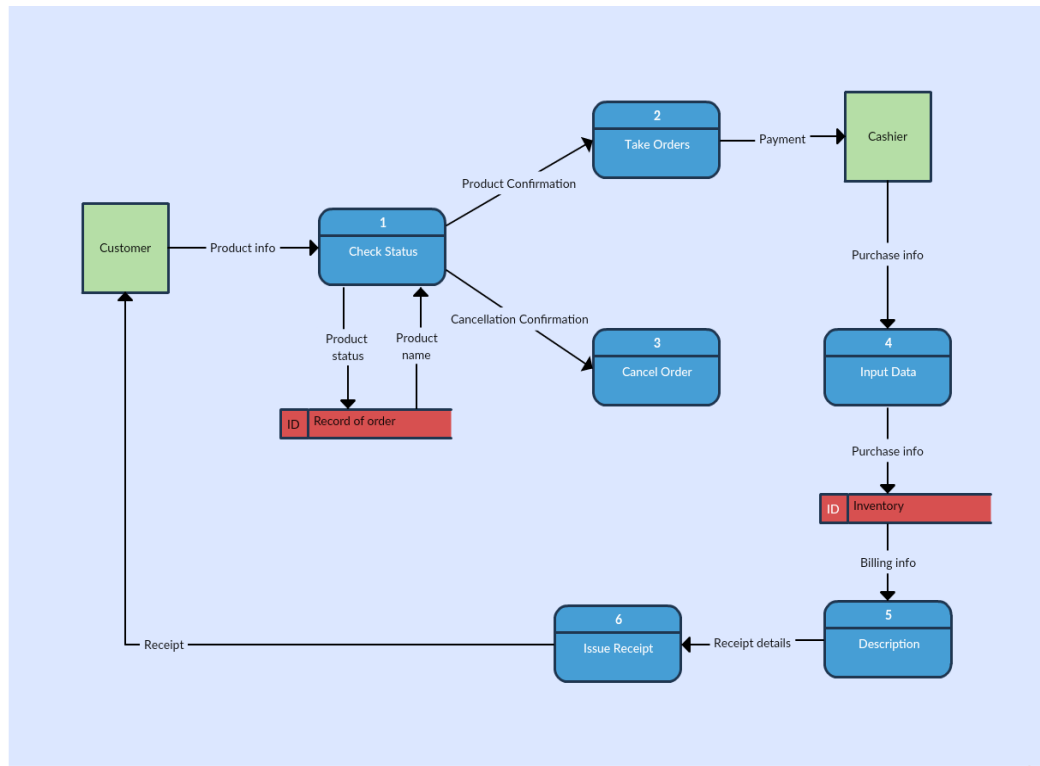 2
Take Orders
Payment
Cashier
Product Confirmation
1
Customer
Product info
Check Status
Purchase info
Cancellation Confirmation
Product
status
Product
name
3
Cancel Order
4
Input Data
ID
Record of order
Purchase info
ID
Inventory
Billing info
6
Issue Receipt
5
Description
Receipt details
Receipt